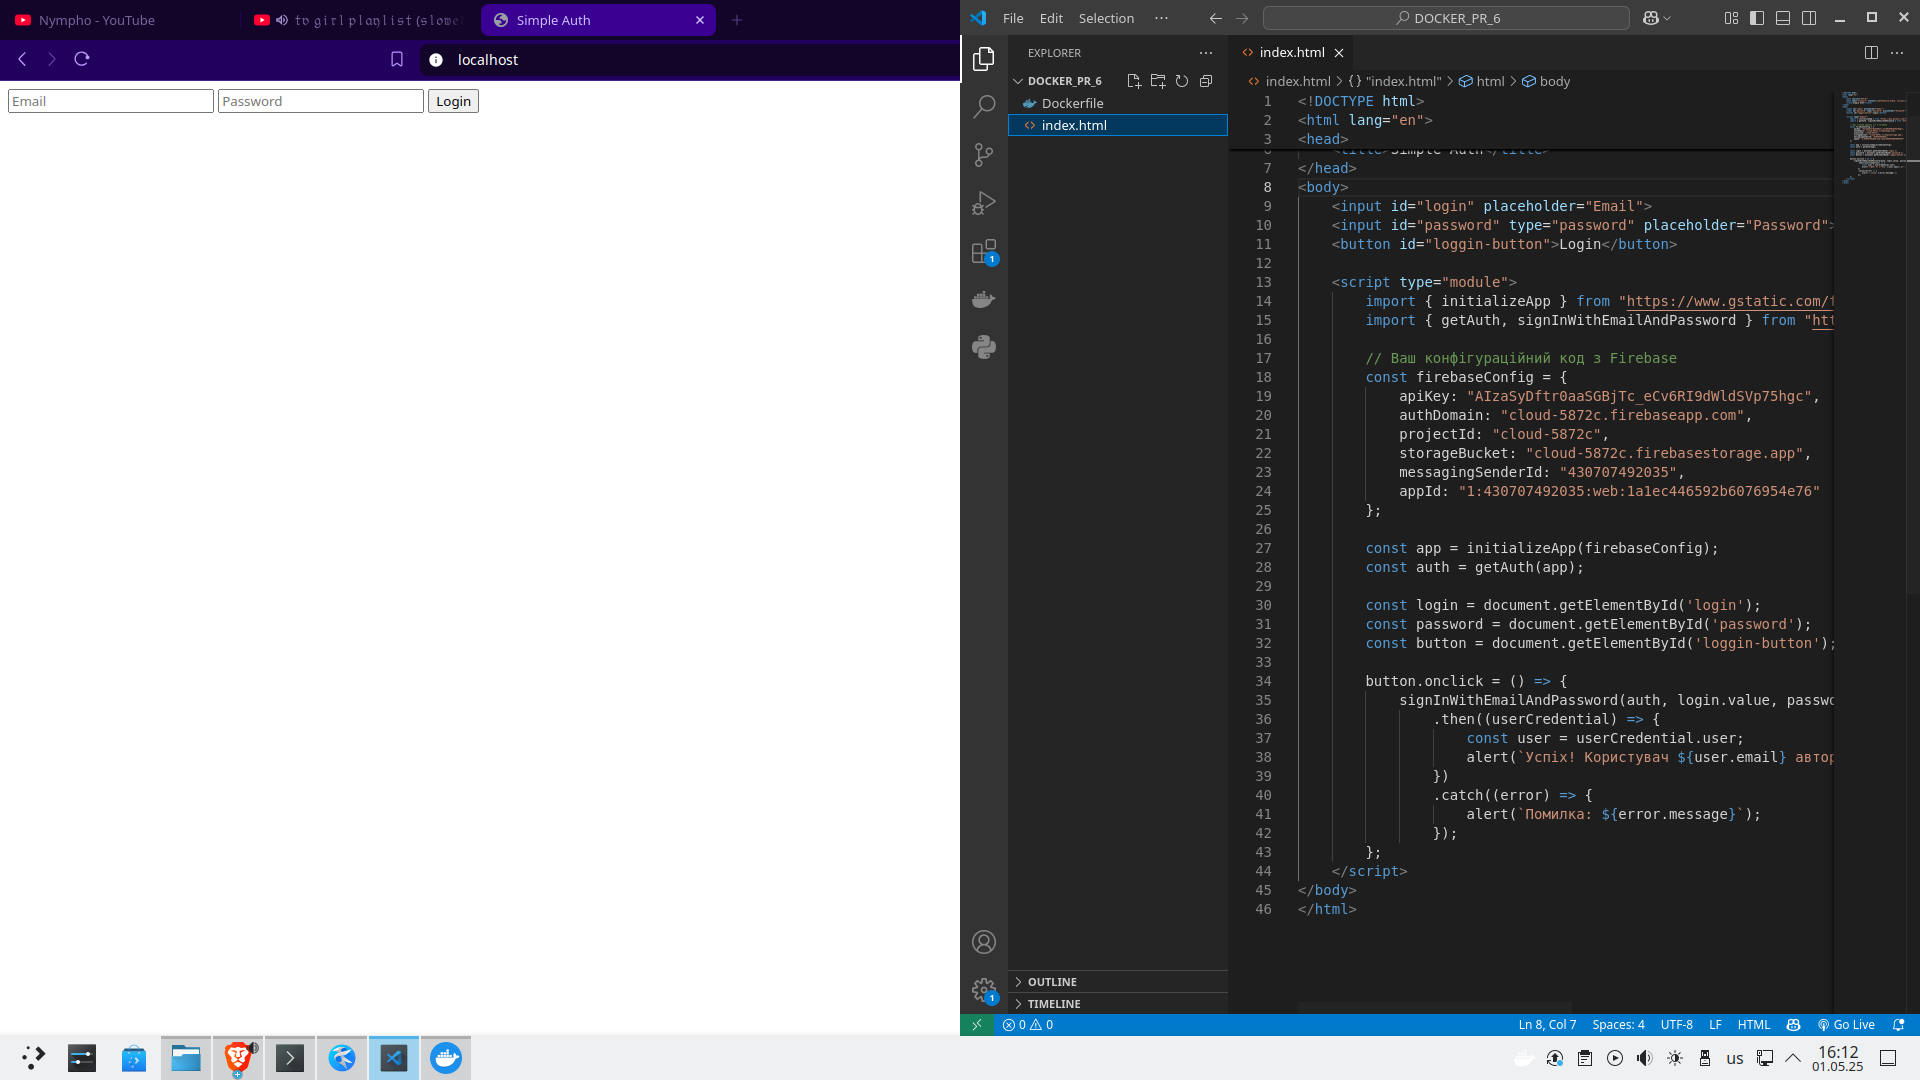 Nympho - YouTube
𝔱𝔳 𝔤𝔦𝔯𝔩 𝔭𝔩𝔞𝔶𝔩𝔦𝔰𝔱 (𝔰𝔩𝔬𝔴𝔢
Simple Auth
localhost
Email
Password
Login
File Edit Selection ···
DOCKER_PR_6
EXPLORER
DOCKER_PR_6
Dockerfile
index.html
OUTLINE
TIMELINE
index.html
index.html > {} "index.html" > html > body
1 <!DOCTYPE html>
2 <html lang="en">
3 <head>
<title>Simple Auth</title>
7 </head>
8 <body>
9 <input id="login" placeholder="Email">
10 <input id="password" type="password" placeholder="Password">
11 <button id="loggin-button">Login</button>
12
13 <script type="module">
14 import { initializeApp } from "https://www.gstatic.com/f
15 import { getAuth, signInWithEmailAndPassword } from "htt
16
17 // Ваш конфігураційний код з Firebase
18 const firebaseConfig = {
19 apiKey: "AIzaSyDftr0aaSGBjTc_eCv6RI9dWldSVp75hgc",
20 authDomain: "cloud-5872c.firebaseapp.com",
21 projectId: "cloud-5872c",
22 storageBucket: "cloud-5872c.firebasestorage.app",
23 messagingSenderId: "430707492035",
24 appId: "1:430707492035:web:1a1ec446592b6076954e76"
25 };
26
27 const app = initializeApp(firebaseConfig);
28 const auth = getAuth(app);
29
30 const login = document.getElementById('login');
31 const password = document.getElementById('password');
32 const button = document.getElementById('loggin-button');
33
34 button.onclick = () => {
35 signInWithEmailAndPassword(auth, login.value, passwo
36 .then((userCredential) => {
37 const user = userCredential.user;
38 alert(`Успіх! Користувач ${user.email} автор
39 })
40 .catch((error) => {
41 alert(`Помилка: ${error.message}`);
42 });
43 };
44 </script>
45 </body>
46 </html>
1
1
0 0
Ln 8, Col 7 Spaces: 4 UTF-8 LF HTML Go Live
us
16:12
01.05.25